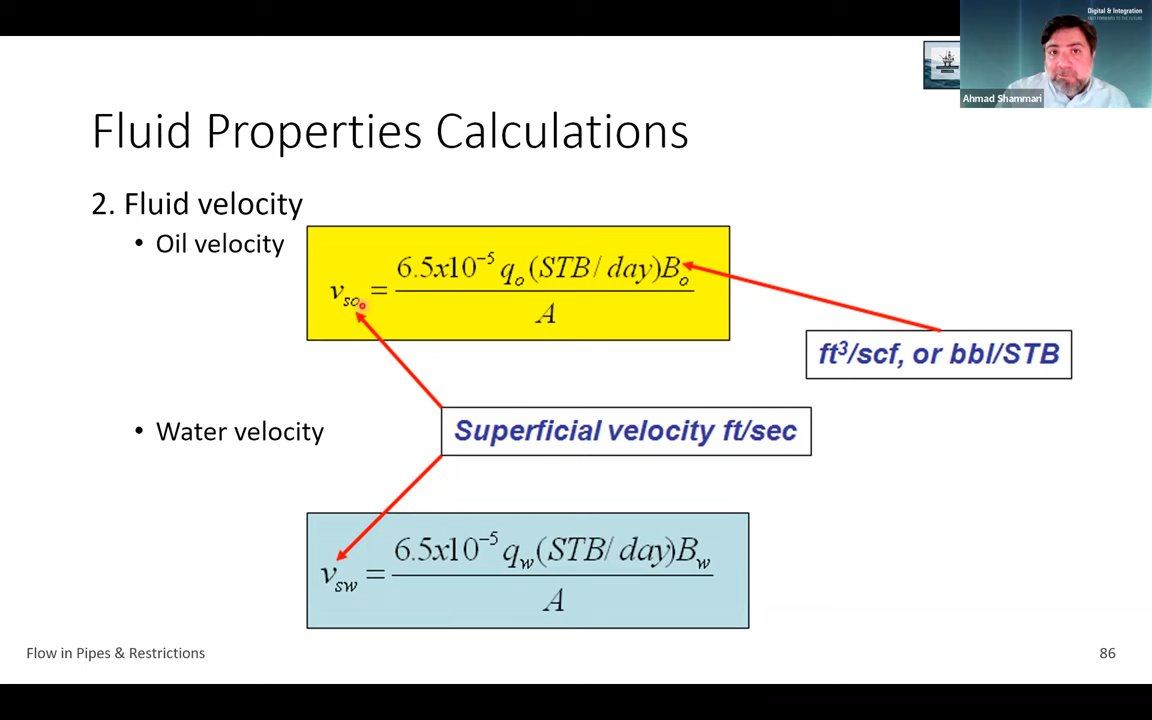 Digital & Integration
Ahmad Shammari
Fluid Properties Calculations
2. Fluid velocity
• Oil velocity
v_so = 6.5x10^-5 q_o (STB/day)B_o / A
ft³/scf, or bbl/STB
Superficial velocity ft/sec
• Water velocity
v_sw = 6.5x10^-5 q_w (STB/day)B_w / A
Flow in Pipes & Restrictions
86